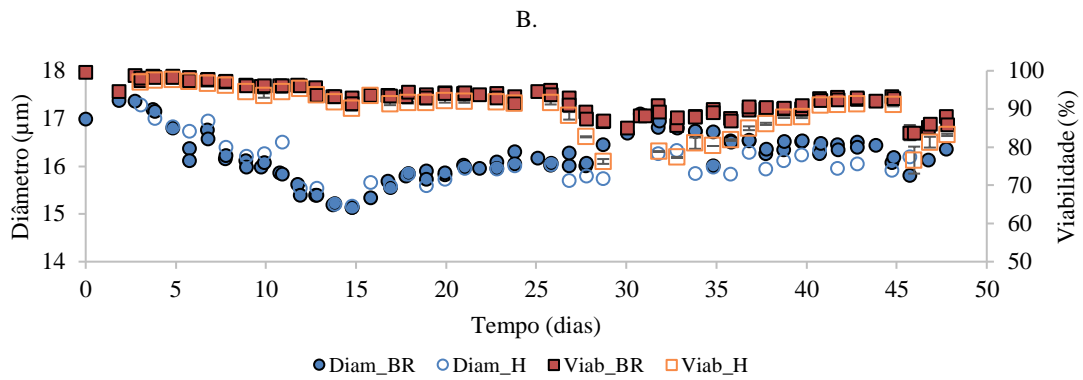 B.
Diâmetro (µm)
18
17
16
15
14
100
90
80
70
60
50
Viabilidade (%)
0 5 10 15 20 25 30 35 40 45 50
Tempo (dias)
Diam_BR Diam_H Viab_BR Viab_H